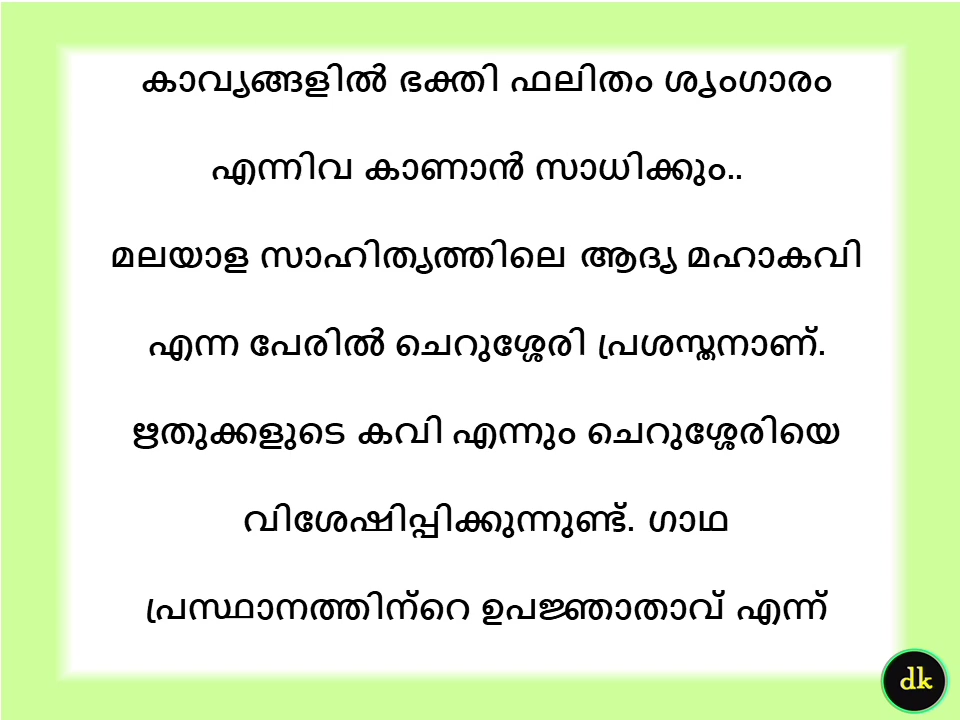 കാവ്യങ്ങളിൽ ഭക്തി ഫലിതം ശൃംഗാരം
എന്നിവ കാണാൻ സാധിക്കും..
മലയാള സാഹിത്യത്തിലെ ആദ്യ മഹാകവി
എന്ന പേരിൽ ചെറുശ്ശേരി പ്രശസ്തനാണ്.
ഋതുക്കളുടെ കവി എന്നും ചെറുശ്ശേരിയെ
വിശേഷിപ്പിക്കുന്നുണ്ട്. ഗാഥ
പ്രസ്ഥാനത്തിന്റെ ഉപജ്ഞാതാവ് എന്ന്
dk